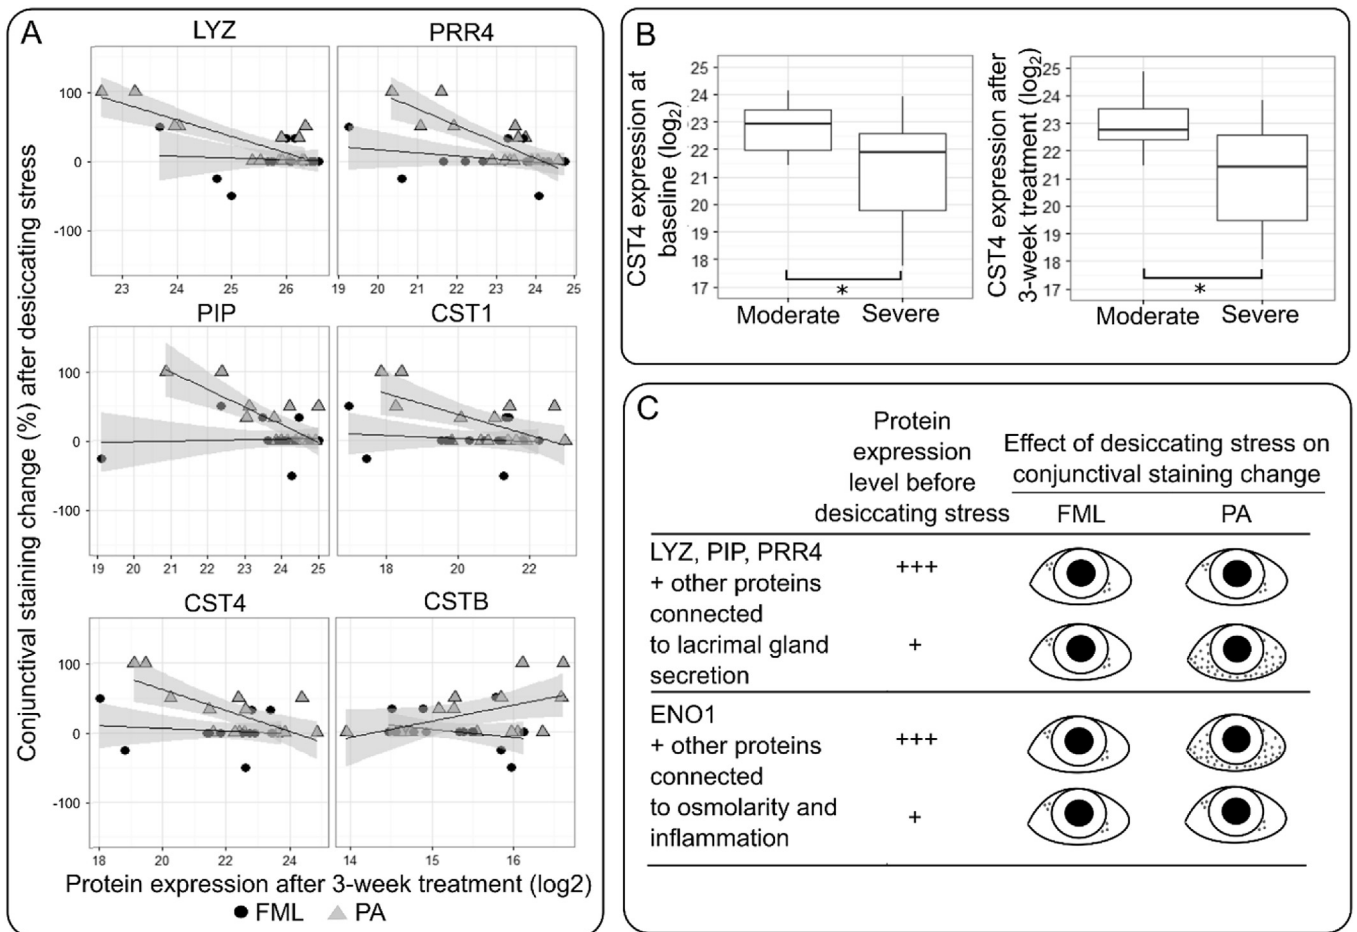 A
LYZ
PRR4
100
0
-100
23
24
25
26
19
20
21
22
23
24
25
PIP
CST1
100
0
-100
19
20
21
22
23
24
25
20
22
CST4
CSTB
100
0
-100
18
20
22
24
14
15
16
Conjunctival staining change (%) after desiccating stress
Protein expression after 3-week treatment (log2)
FML
PA
B
CST4 expression at
baseline (log2)
25
24
23
22
21
20
19
18
17
*
Moderate
Severe
CST4 expression after
3-week treatment (log2)
25
24
23
22
21
20
19
18
17
*
Moderate
Severe
C
Protein
expression
level before
desiccating stress
Effect of desiccating stress on
conjunctival staining change
FML
PA
LYZ, PIP, PRR4
+ other proteins
connected
to lacrimal gland
secretion
+++
+
ENO1
+ other proteins
connected
to osmolarity and
inflammation
+++
+